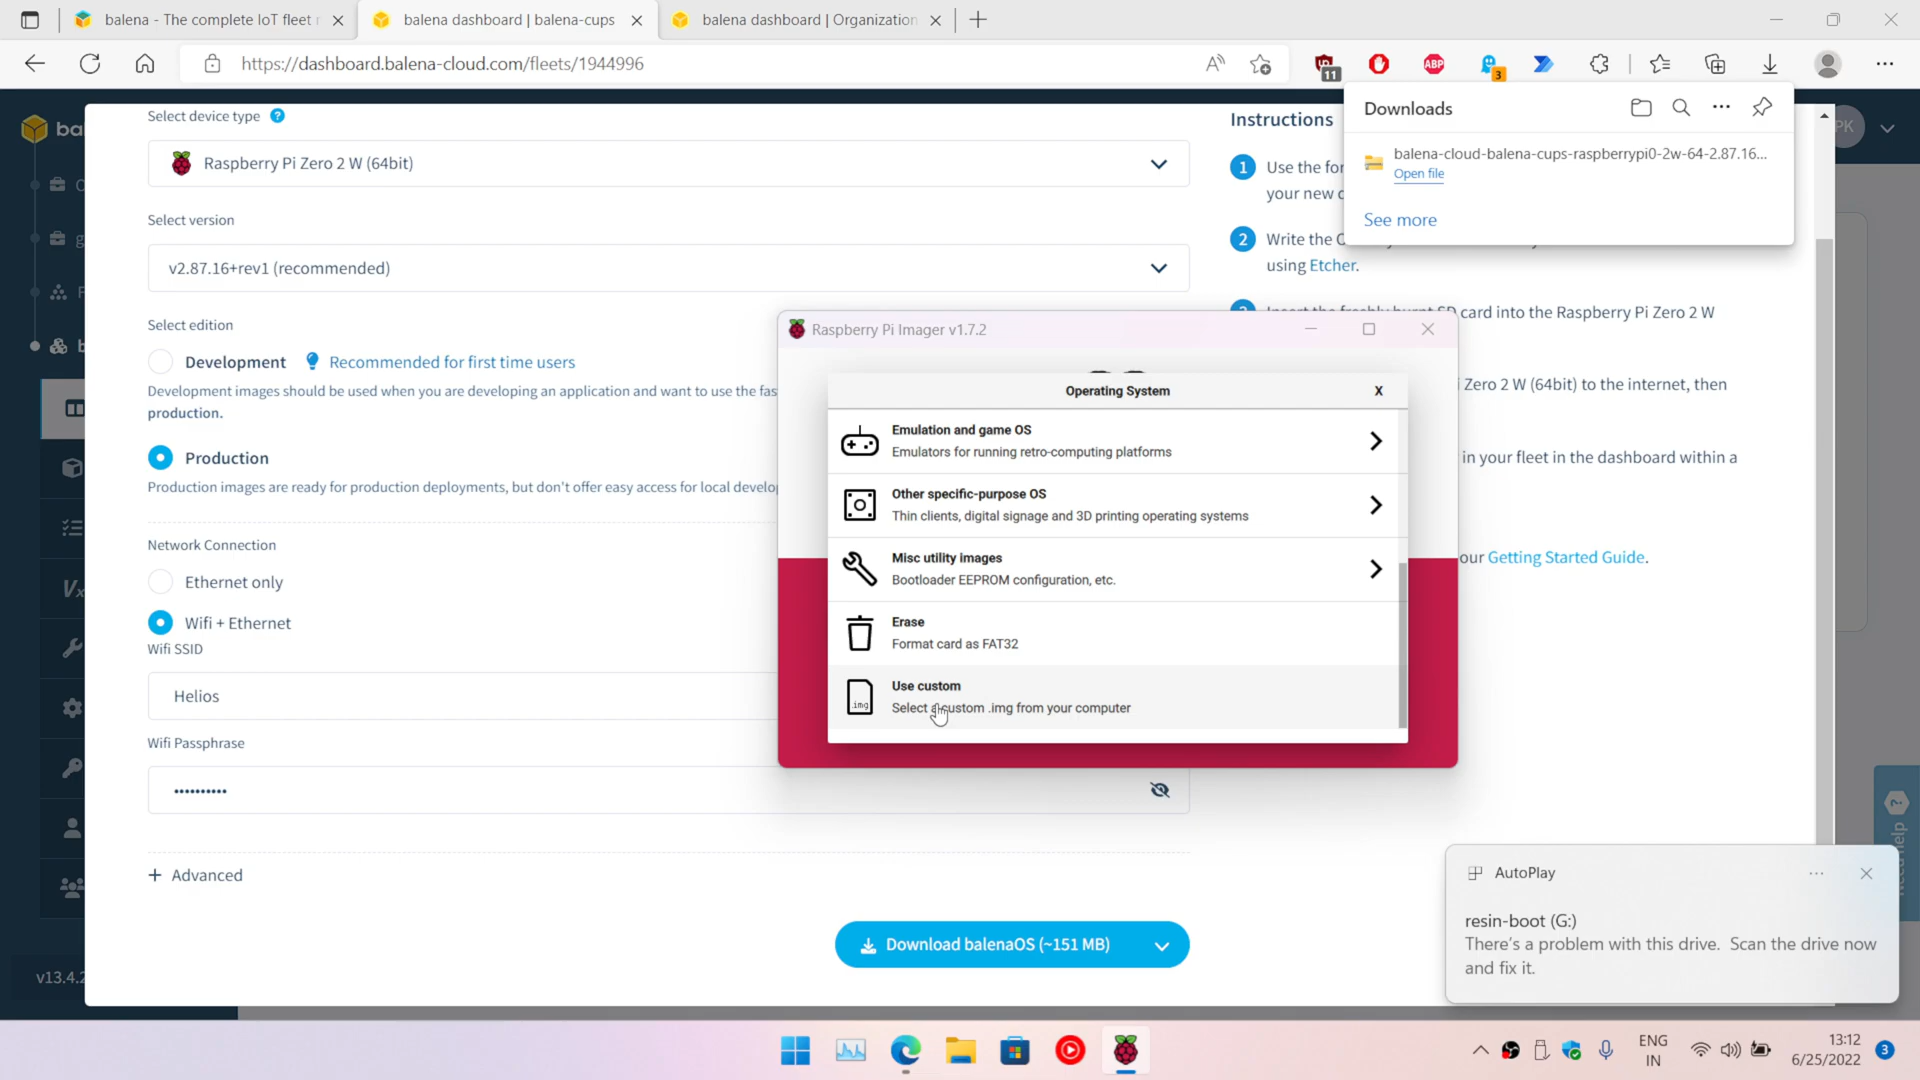 balena - The complete IoT fleet
balena dashboard | balena-cups
balena dashboard | Organization
https://dashboard.balena-cloud.com/fleets/1944996
11
ABP
3
Downloads
balena-cloud-balena-cups-raspberrypi0-2w-64-2.87.16...
Open file
See more
PK
Select device type ?
Raspberry Pi Zero 2 W (64bit)
Select version
v2.87.16+rev1 (recommended)
Select edition
Development Recommended for first time users
Development images should be used when you are developing an application and want to use the fas
production.
Production
Production images are ready for production deployments, but don't offer easy access for local develo
Network Connection
Ethernet only
Wifi + Ethernet
Wifi SSID
Helios
Wifi Passphrase
••••••••••
+ Advanced
Download balenaOS (~151 MB)
v13.4.2
Instructions
1 Use the for
your new
2 Write the
using Etcher.
card into the Raspberry Pi Zero 2 W
Zero 2 W (64bit) to the internet, then
in your fleet in the dashboard within a
our Getting Started Guide.
Raspberry Pi Imager v1.7.2
Operating System X
Emulation and game OS
Emulators for running retro-computing platforms
Other specific-purpose OS
Thin clients, digital signage and 3D printing operating systems
Misc utility images
Bootloader EEPROM configuration, etc.
Erase
Format card as FAT32
Use custom
.img
Select a custom .img from your computer
AutoPlay
resin-boot (G:)
There's a problem with this drive. Scan the drive now
and fix it.
ENG
IN
13:12
6/25/2022
3